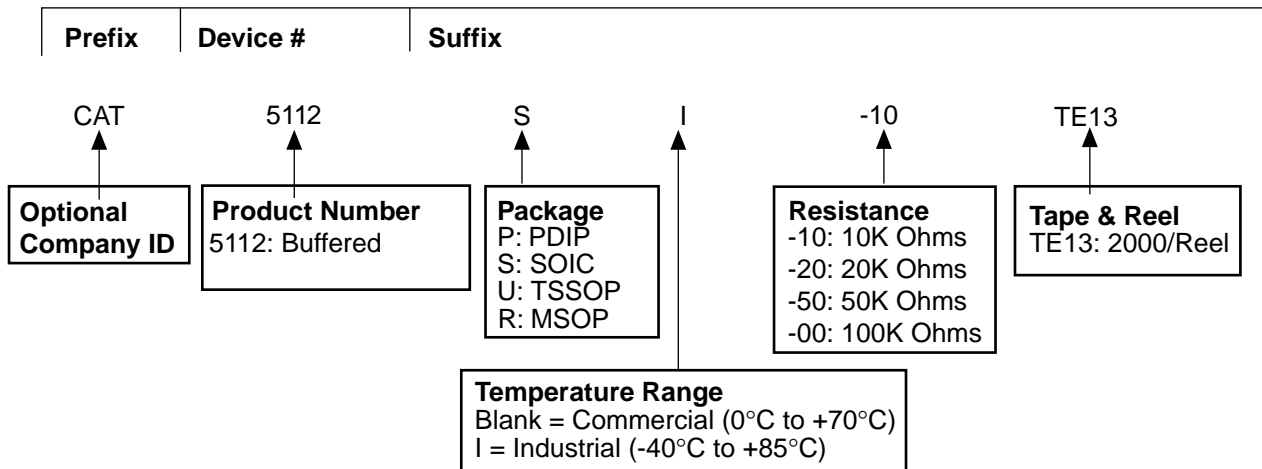 Prefix Device # Suffix
CAT 5112 S I -10 TE13
Optional
Company ID
Product Number
5112: Buffered
Package
P: PDIP
S: SOIC
U: TSSOP
R: MSOP
Resistance
-10: 10K Ohms
-20: 20K Ohms
-50: 50K Ohms
-00: 100K Ohms
Tape & Reel
TE13: 2000/Reel
Temperature Range
Blank = Commercial (0°C to +70°C)
I = Industrial (-40°C to +85°C)